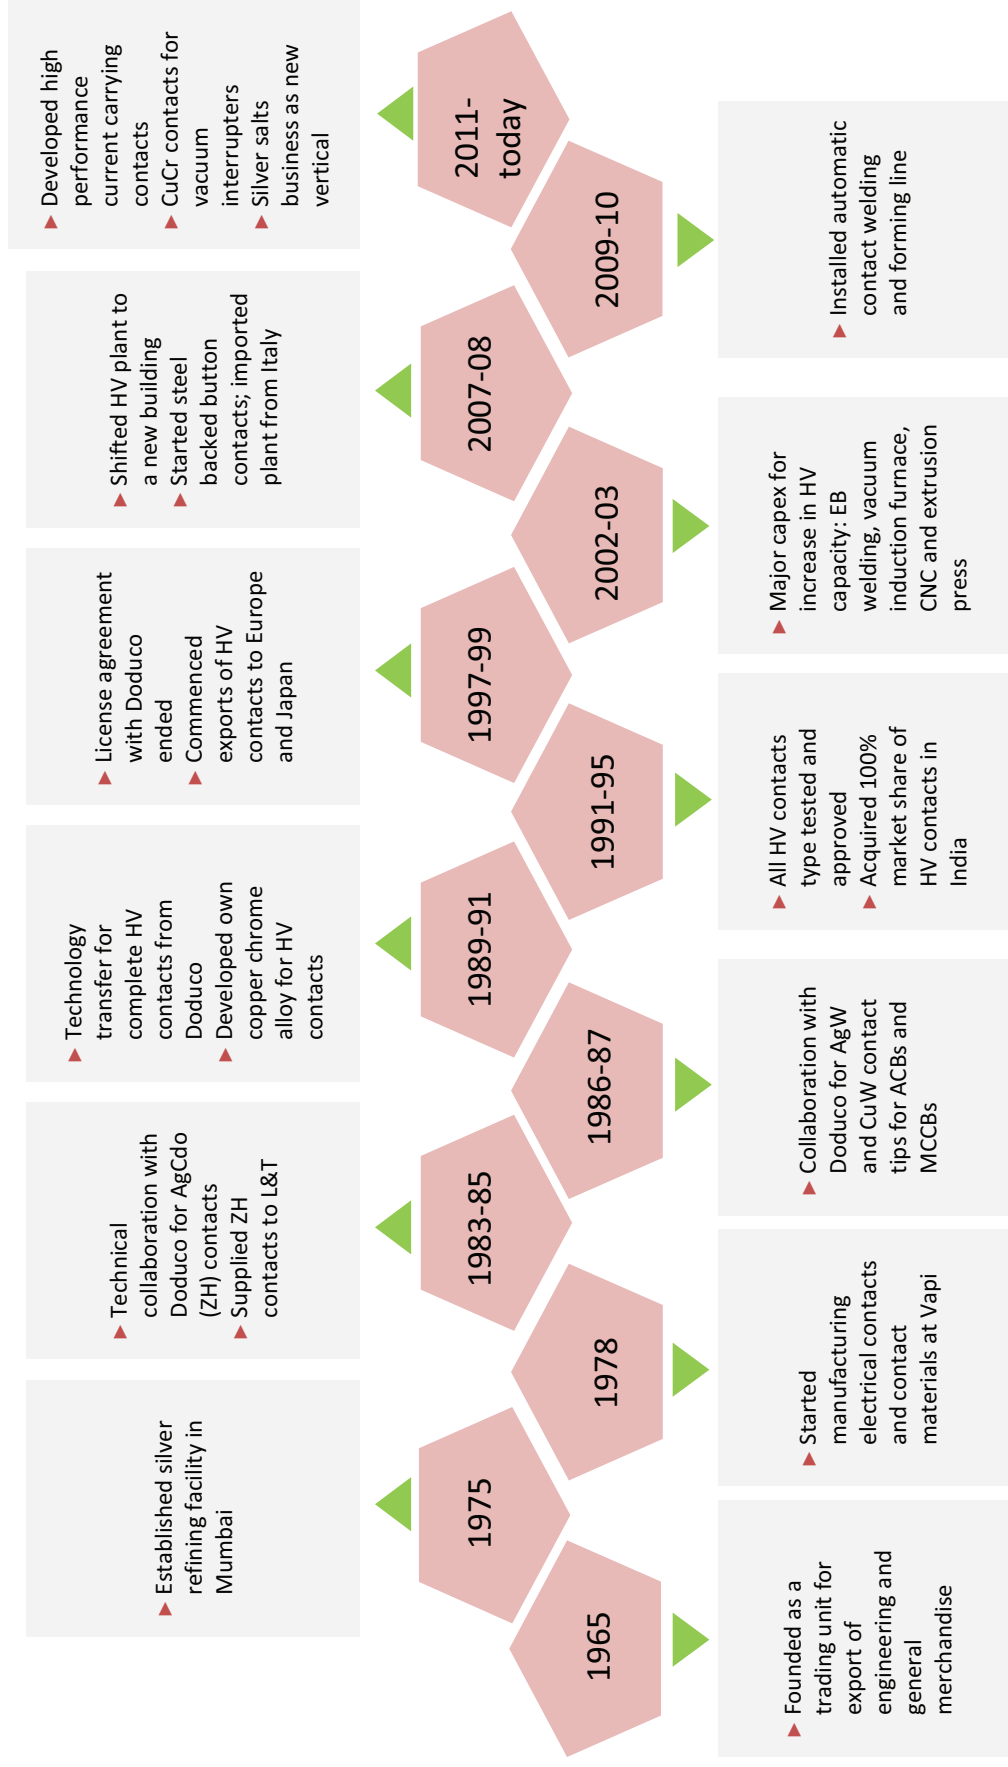 1965
Founded as a
trading unit for
export of
engineering and
general
merchandise
1975
Established silver
refining facility in
Mumbai
1978
Started
manufacturing
electrical contacts
and contact
materials at Vapi
1983-85
Technical
collaboration with
Doduco for AgCdo
(ZH) contacts
Supplied ZH
contacts to L&T
1986-87
Collaboration with
Doduco for AgW
and CuW contact
tips for ACBs and
MCCBs
1989-91
Technology
transfer for
complete HV
contacts from
Doduco
Developed own
copper chrome
alloy for HV
contacts
1991-95
All HV contacts
type tested and
approved
Acquired 100%
market share of
HV contacts in
India
1997-99
License agreement
with Doduco
ended
Commenced
exports of HV
contacts to Europe
and Japan
2002-03
Major capex for
increase in HV
capacity: EB
welding, vacuum
induction furnace,
CNC and extrusion
press
2007-08
Shifted HV plant to
a new building
Started steel
backed button
contacts; imported
plant from Italy
2009-10
Installed automatic
contact welding
and forming line
2011-
today
Developed high
performance
current carrying
contacts
CuCr contacts for
vacuum
interrupters
Silver salts
business as new
vertical